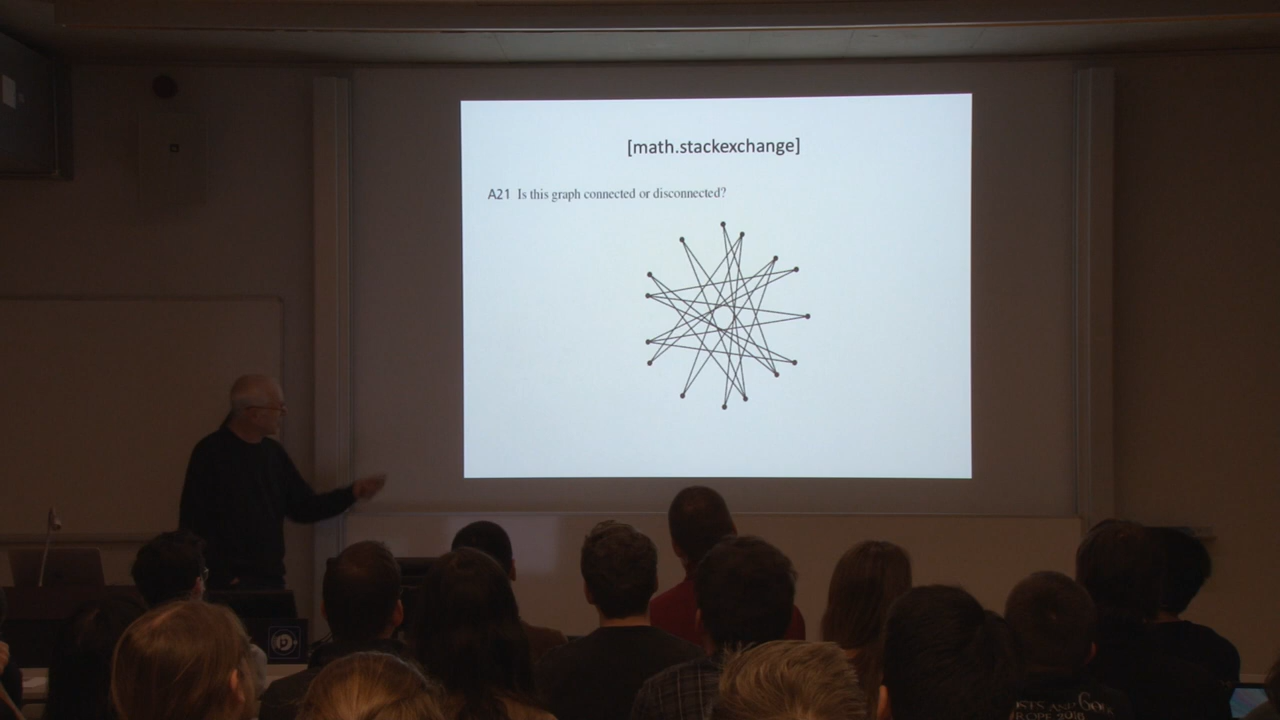 [math.stackexchange]
A21 Is this graph connected or disconnected?